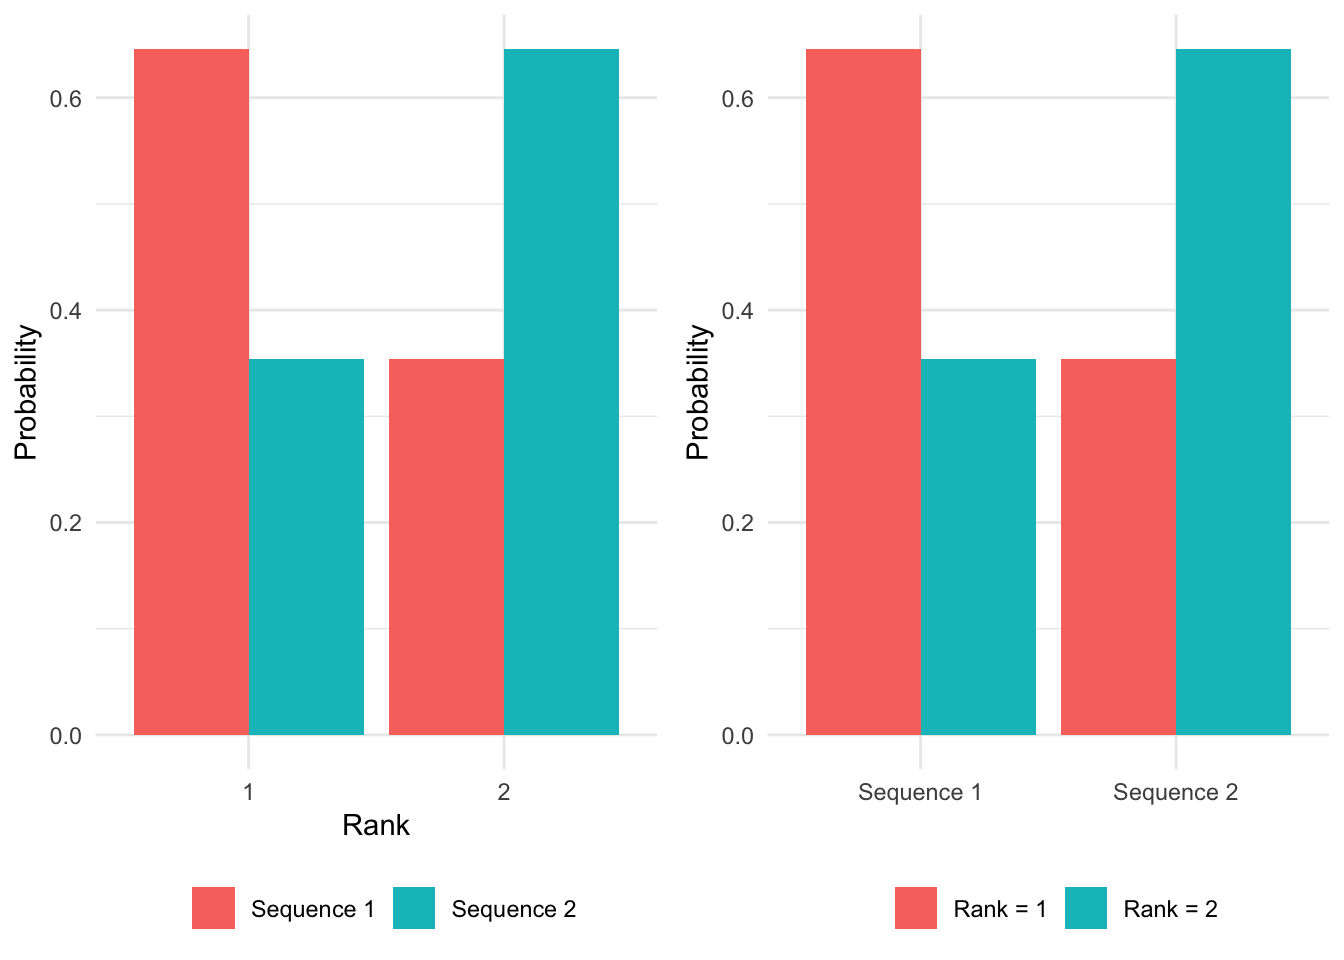 Probability
0.6
0.4
0.2
0.0
1 2
Rank
Sequence 1 Sequence 2
Probability
0.6
0.4
0.2
0.0
Sequence 1 Sequence 2
Rank = 1 Rank = 2